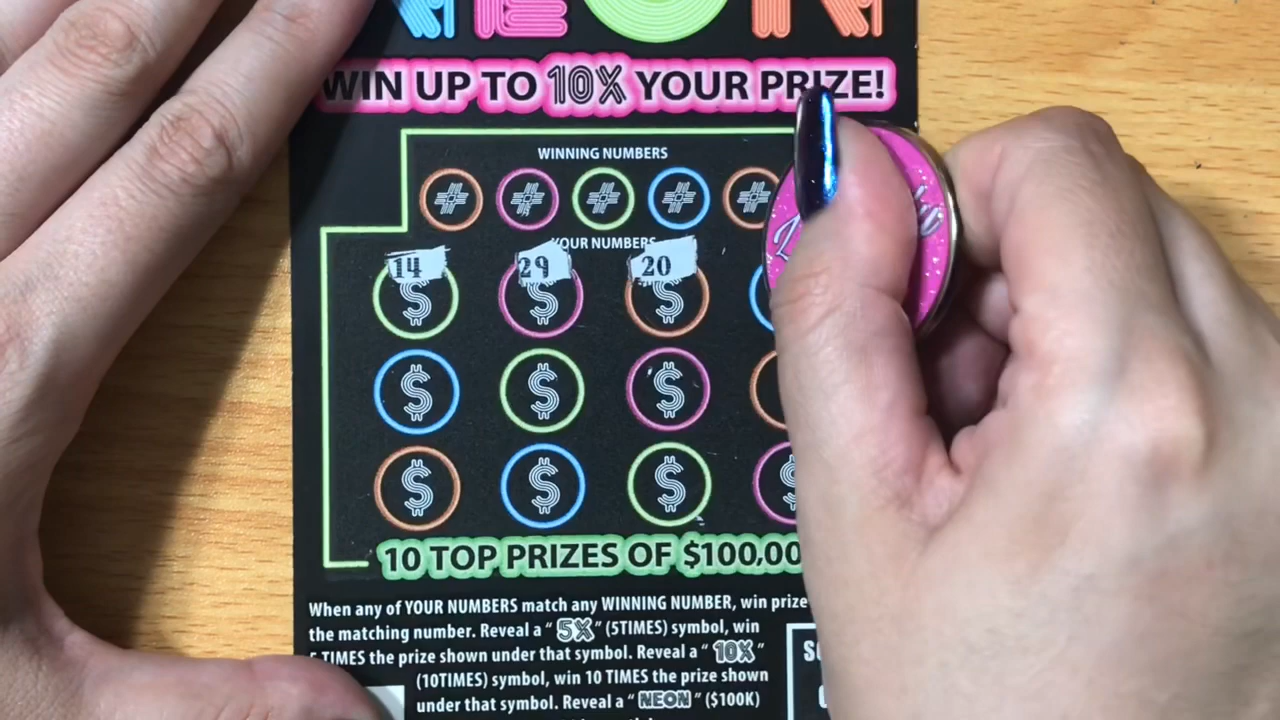 NEON
WIN UP TO 10X YOUR PRIZE!
WINNING NUMBERS
YOUR NUMBERS
14 29 20
$ $ $
$ $ $
$ $ $ $
10 TOP PRIZES OF $100,00
When any of YOUR NUMBERS match any WINNING NUMBER, win prize
the matching number. Reveal a "5X" (5TIMES) symbol, win
5 TIMES the prize shown under that symbol. Reveal a "10X"
(10TIMES) symbol, win 10 TIMES the prize shown
under that symbol. Reveal a "NEON" ($100K)